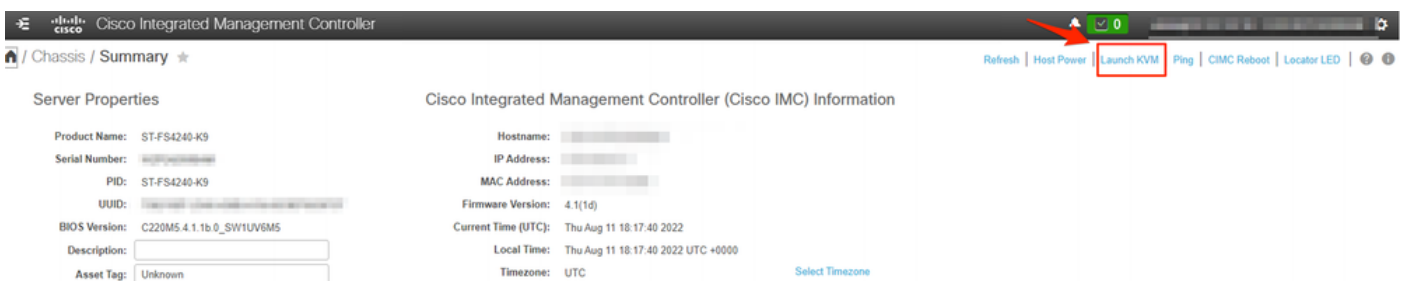 cisco Cisco Integrated Management Controller 0
/ Chassis / Summary
Refresh | Host Power | Launch KVM | Ping | CIMC Reboot | Locator LED |
Server Properties
Cisco Integrated Management Controller (Cisco IMC) Information
Product Name: ST-FS4240-K9
Hostname:
Serial Number:
IP Address:
PID: ST-FS4240-K9
MAC Address:
UUID:
Firmware Version: 4.1(1d)
BIOS Version: C220M5.4.1.1b.0_SW1UV6M5
Current Time (UTC): Thu Aug 11 18:17:40 2022
Description:
Local Time: Thu Aug 11 18:17:40 2022 UTC +0000
Asset Tag: Unknown
Timezone: UTC Select Timezone